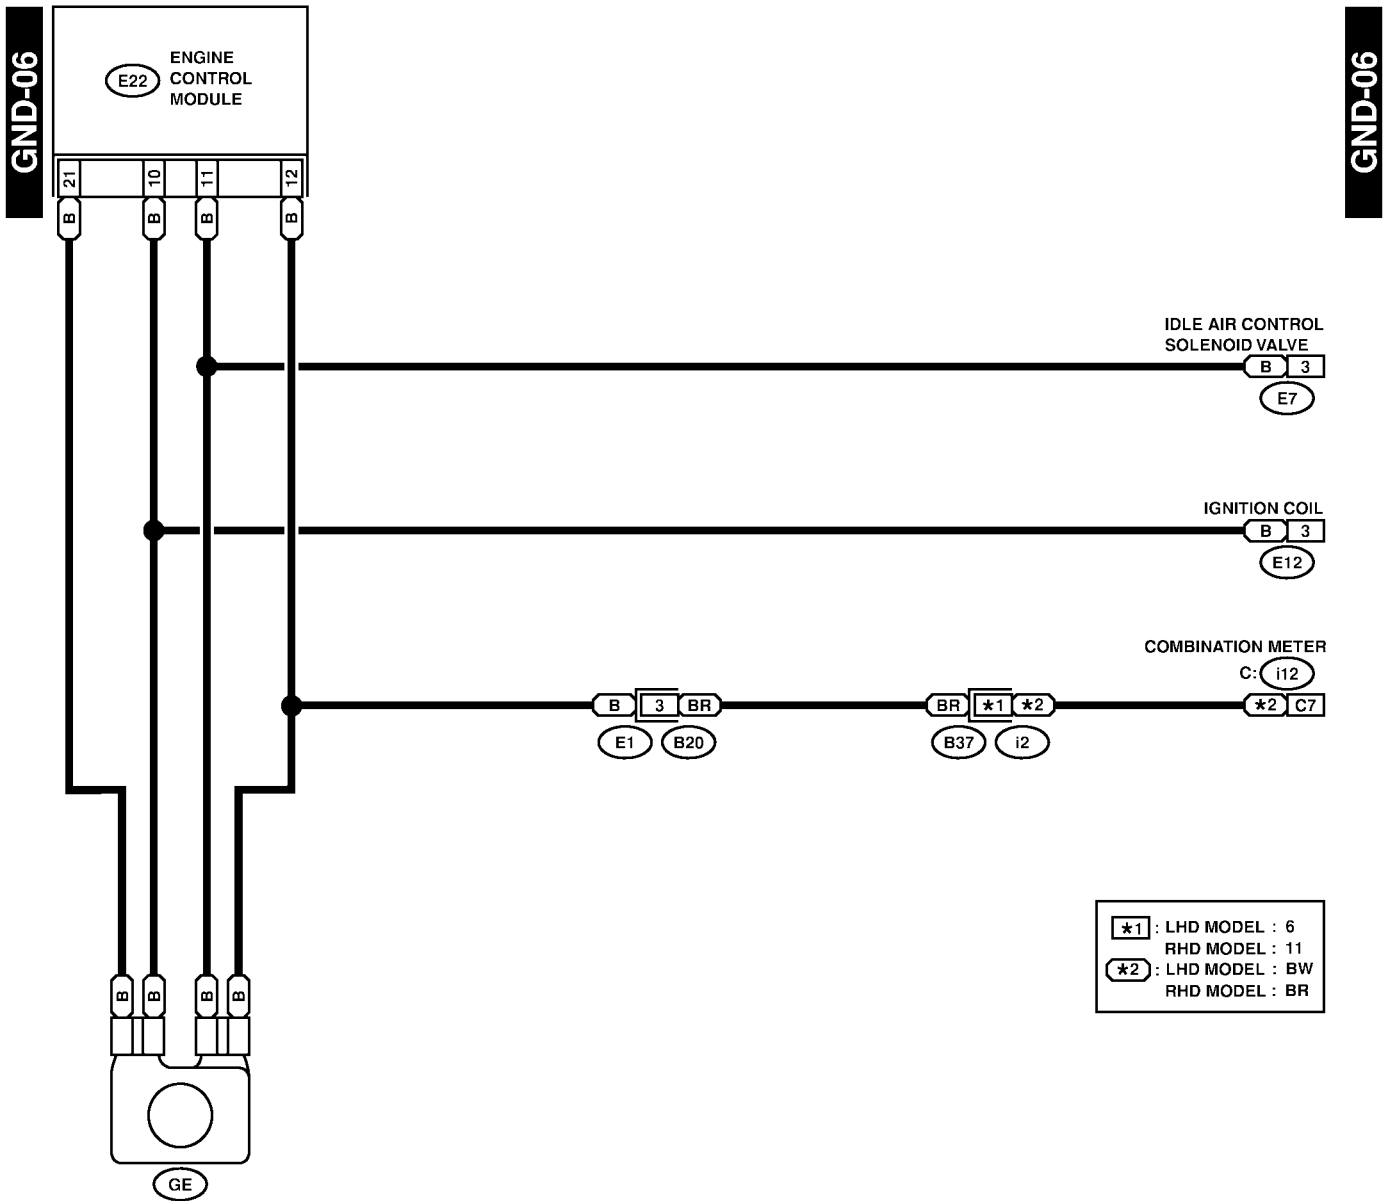 GND-06
GND-06
E22
ENGINE
CONTROL
MODULE
21 10 11 12
B B B B
IDLE AIR CONTROL
SOLENOID VALVE
B 3
E7
IGNITION COIL
B 3
E12
COMBINATION METER
C: i12
B 3 BR BR *1 *2 *2 C7
E1 B20 B37 i2
*1 : LHD MODEL : 6
RHD MODEL : 11
*2 : LHD MODEL : BW
RHD MODEL : BR
B B B B
GE